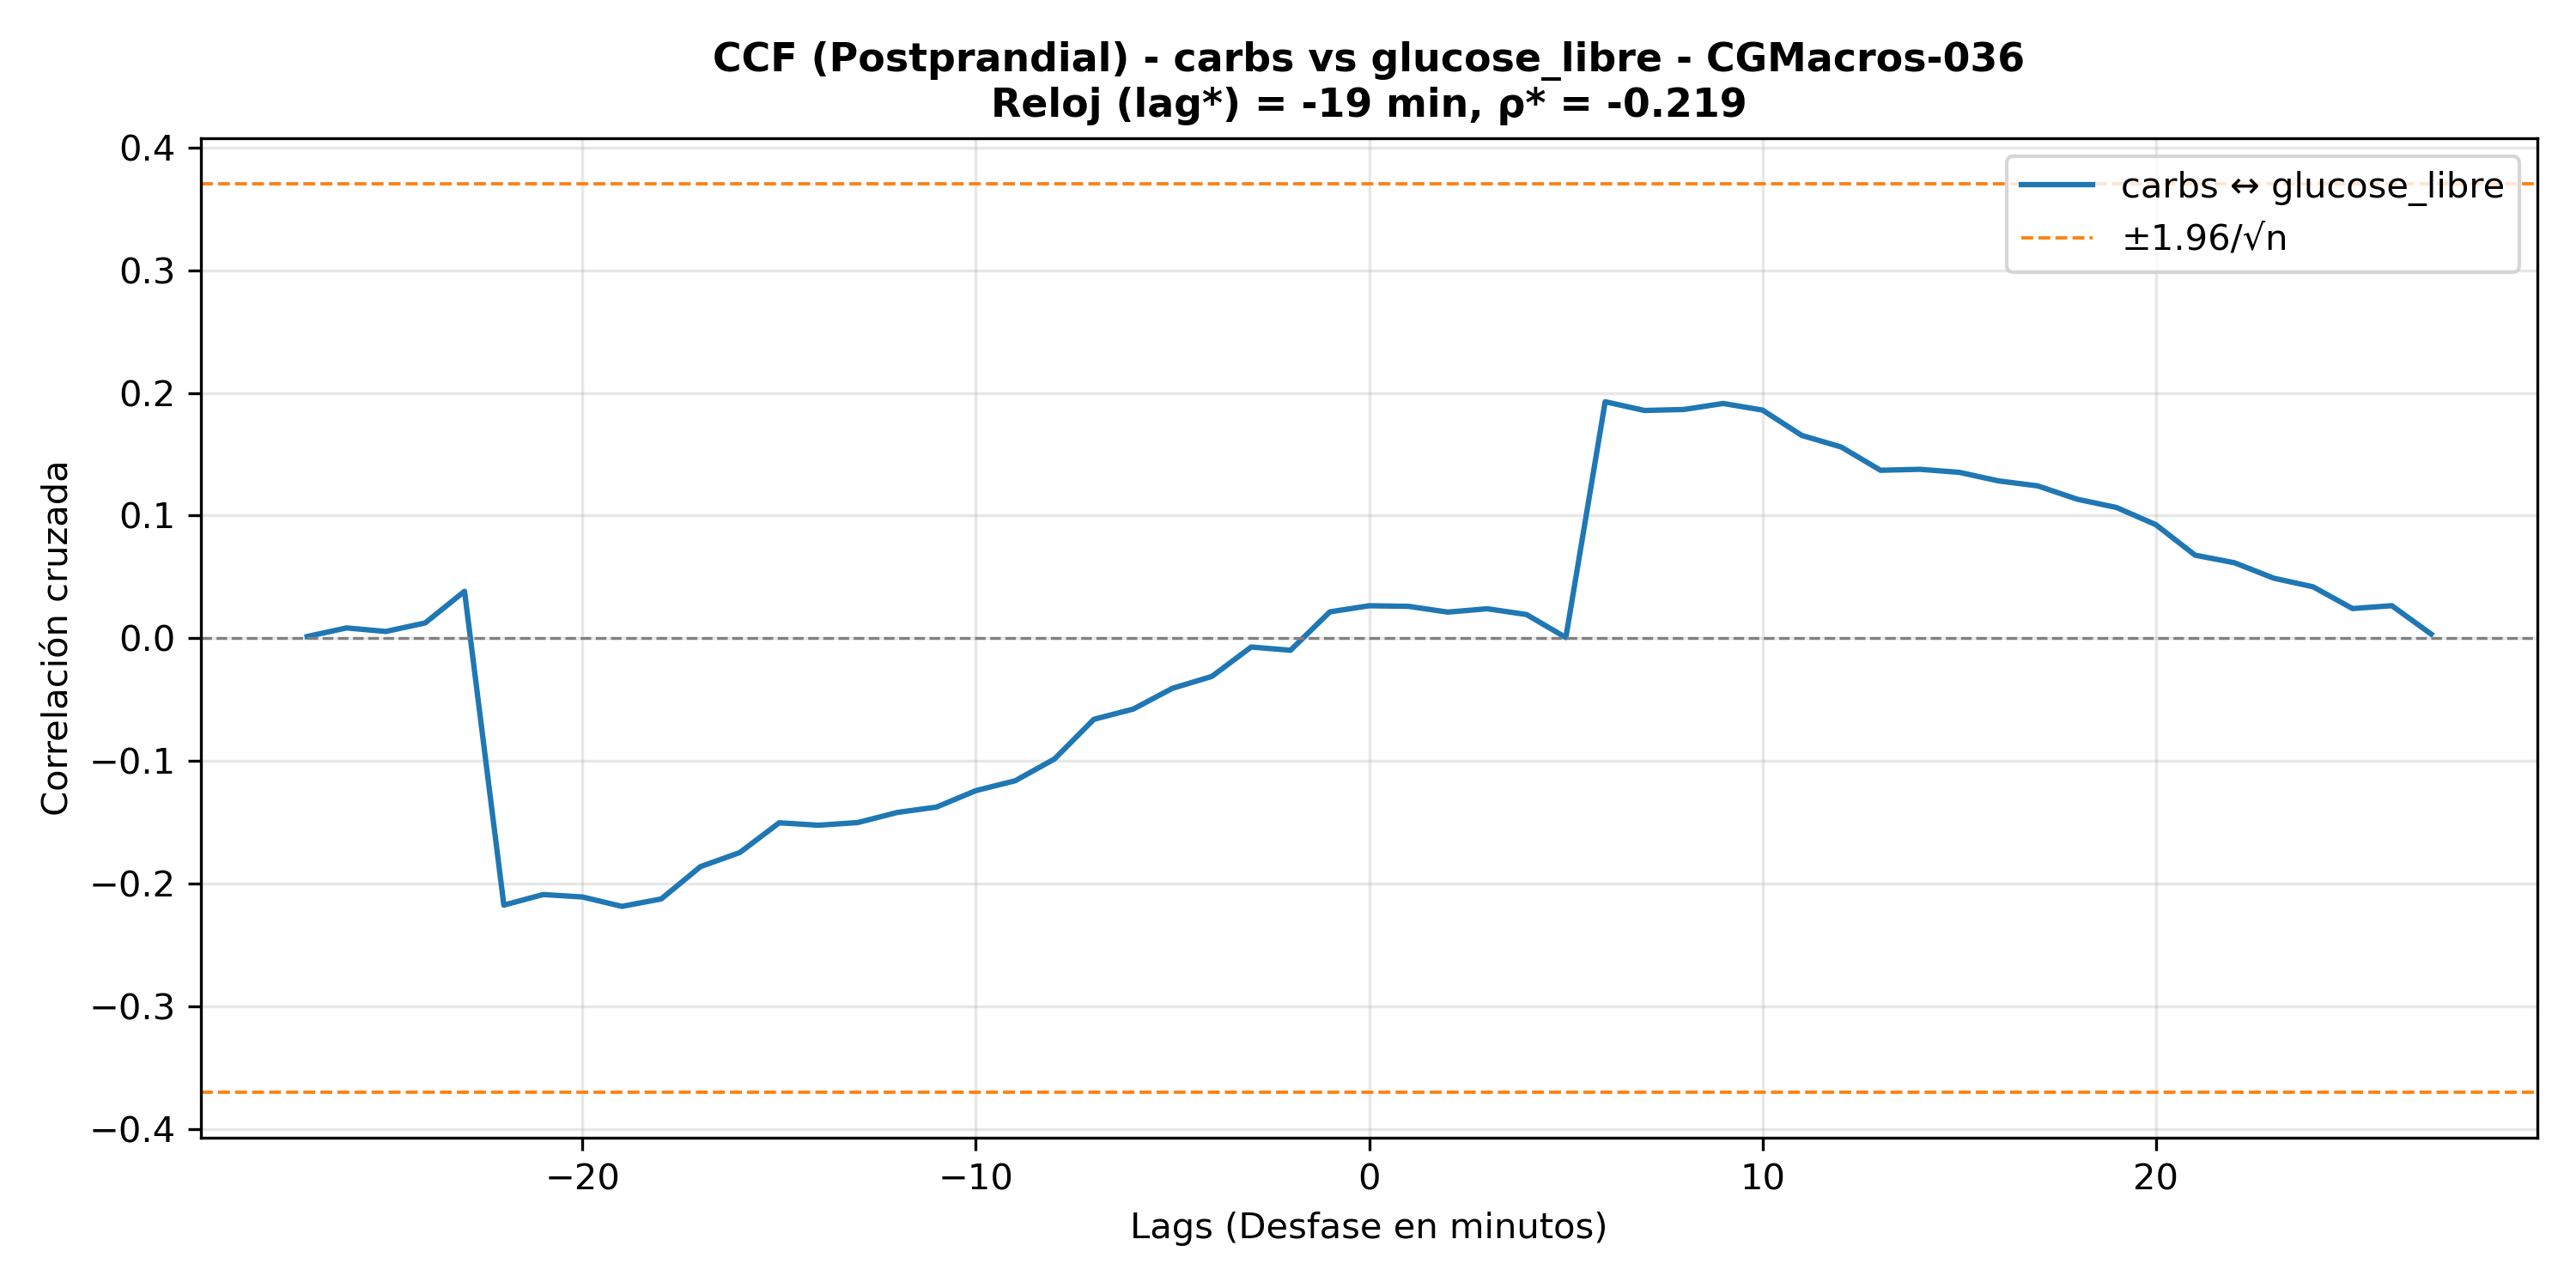 CCF (Postprandial) - carbs vs glucose_libre - CGMacros-036
Reloj (lag*) = -19 min, ρ* = -0.219
carbs ↔ glucose_libre
±1.96/√n
Correlación cruzada
0.4
0.3
0.2
0.1
0.0
−0.1
−0.2
−0.3
−0.4
−20
−10
0
10
20
Lags (Desfase en minutos)